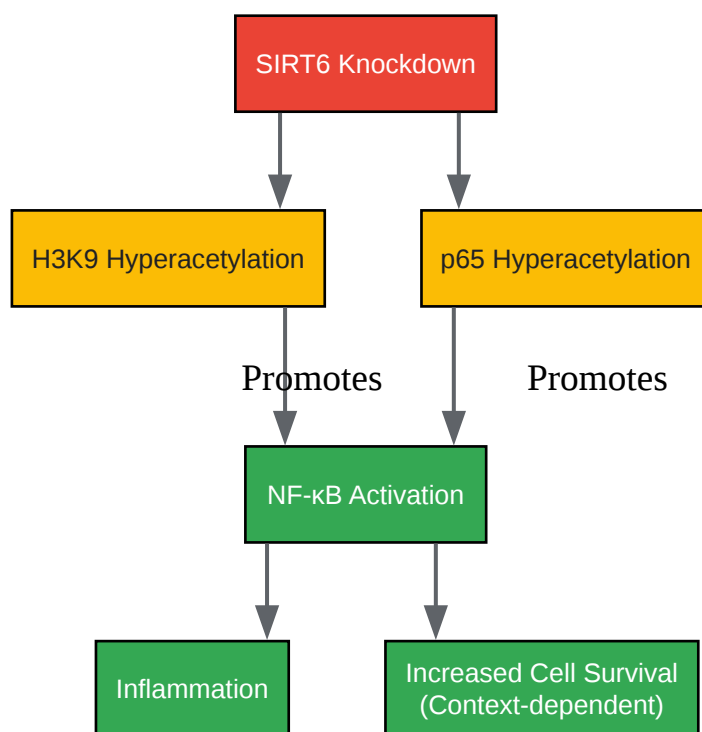 SIRT6 Knockdown
H3K9 Hyperacetylation
p65 Hyperacetylation
Promotes
Promotes
NF-κB Activation
Inflammation
Increased Cell Survival
(Context-dependent)